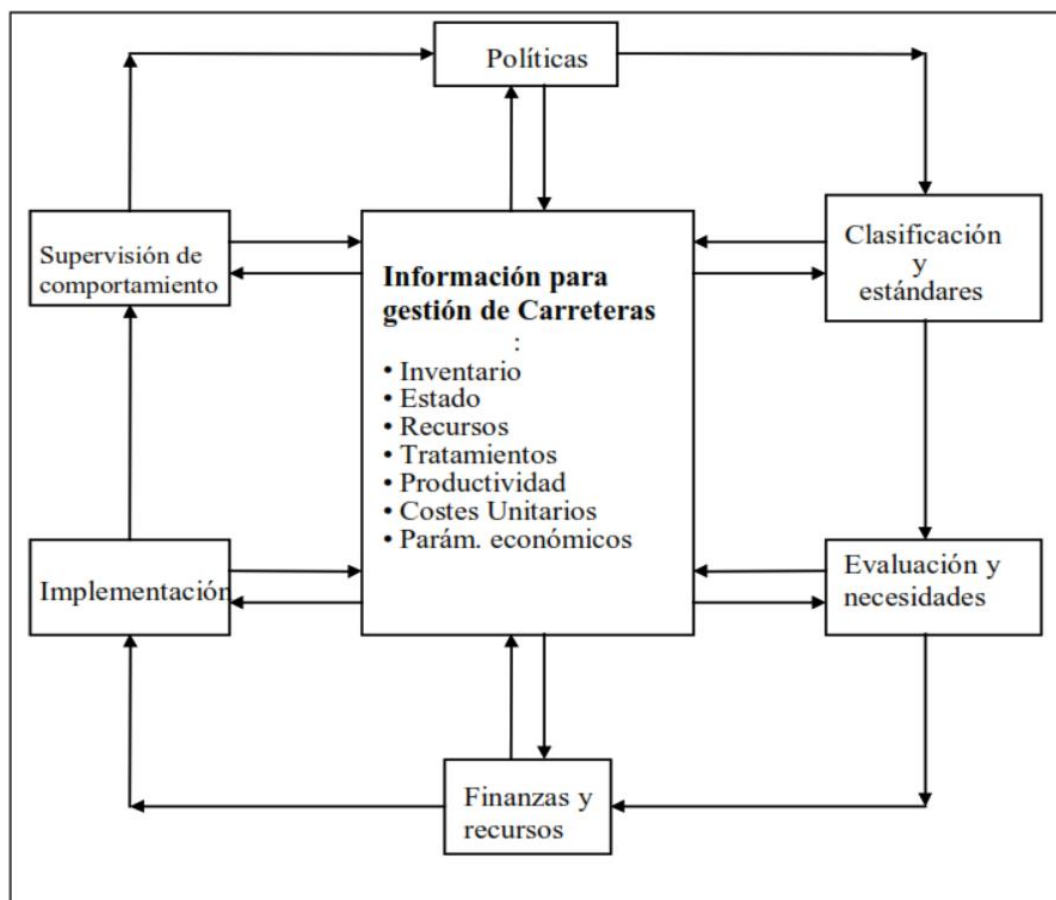 Políticas
Supervisión de
comportamiento
Información para
gestión de Carreteras
:
• Inventario
• Estado
• Recursos
• Tratamientos
• Productividad
• Costes Unitarios
• Parám. económicos
Clasificación
y
estándares
Implementación
Evaluación y
necesidades
Finanzas y
recursos